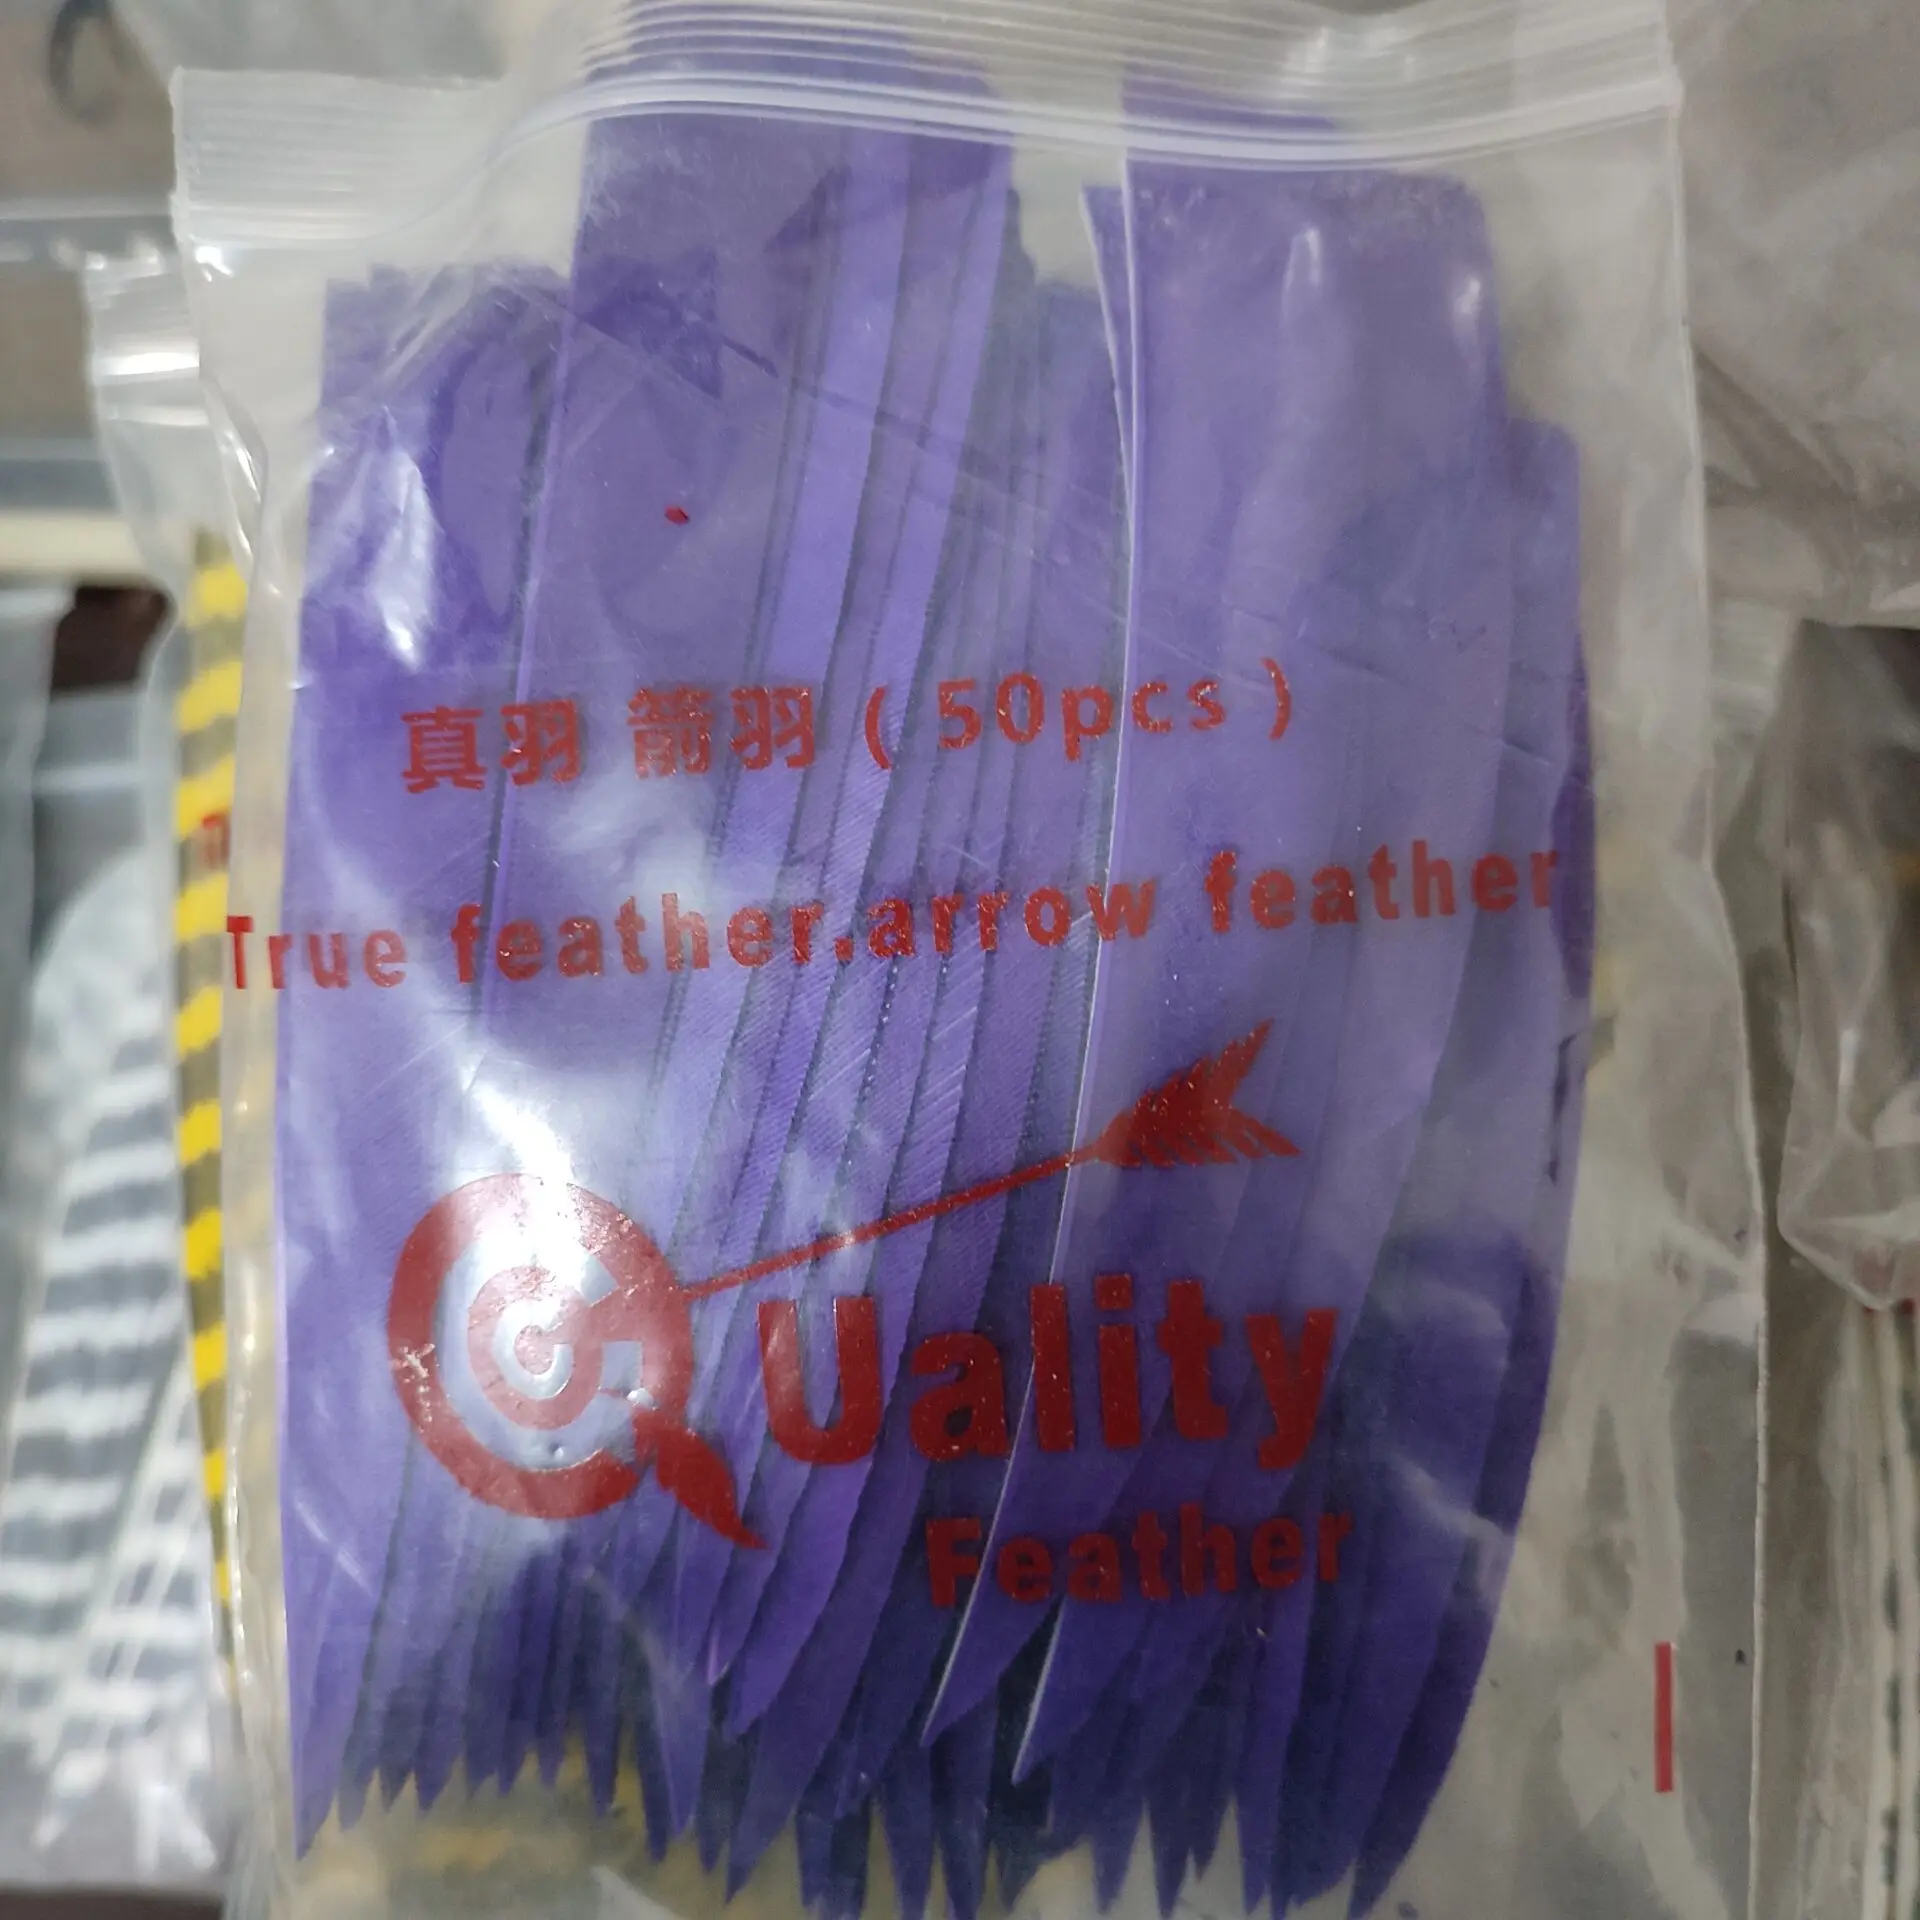 真羽 箭羽 ( 50pcs )
True feather.arrow feather
Quality
Feather